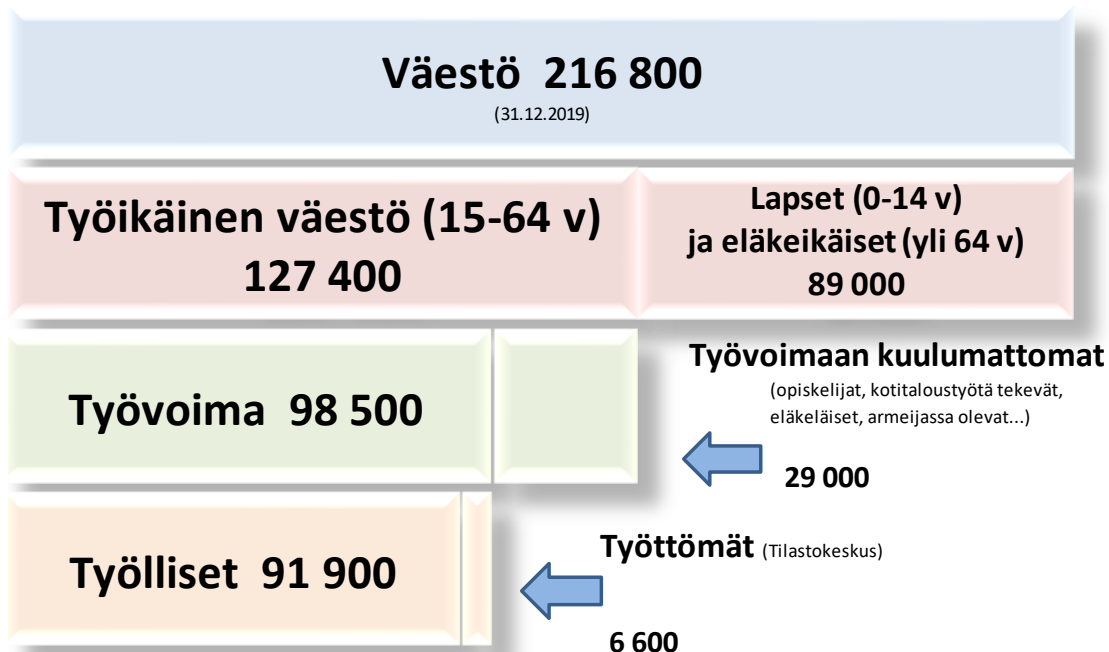 Väestö 216 800
(31.12.2019)
Työikäinen väestö (15-64 v)
127 400
Lapset (0-14 v)
ja eläkeikäiset (yli 64 v)
89 000
Työvoima 98 500
Työvoimaan kuulumattomat
(opiskelijat, kotitaloustyötä tekevät,
eläkeläiset, armeijassa olevat...)
29 000
Työlliset 91 900
Työttömät (Tilastokeskus)
6 600